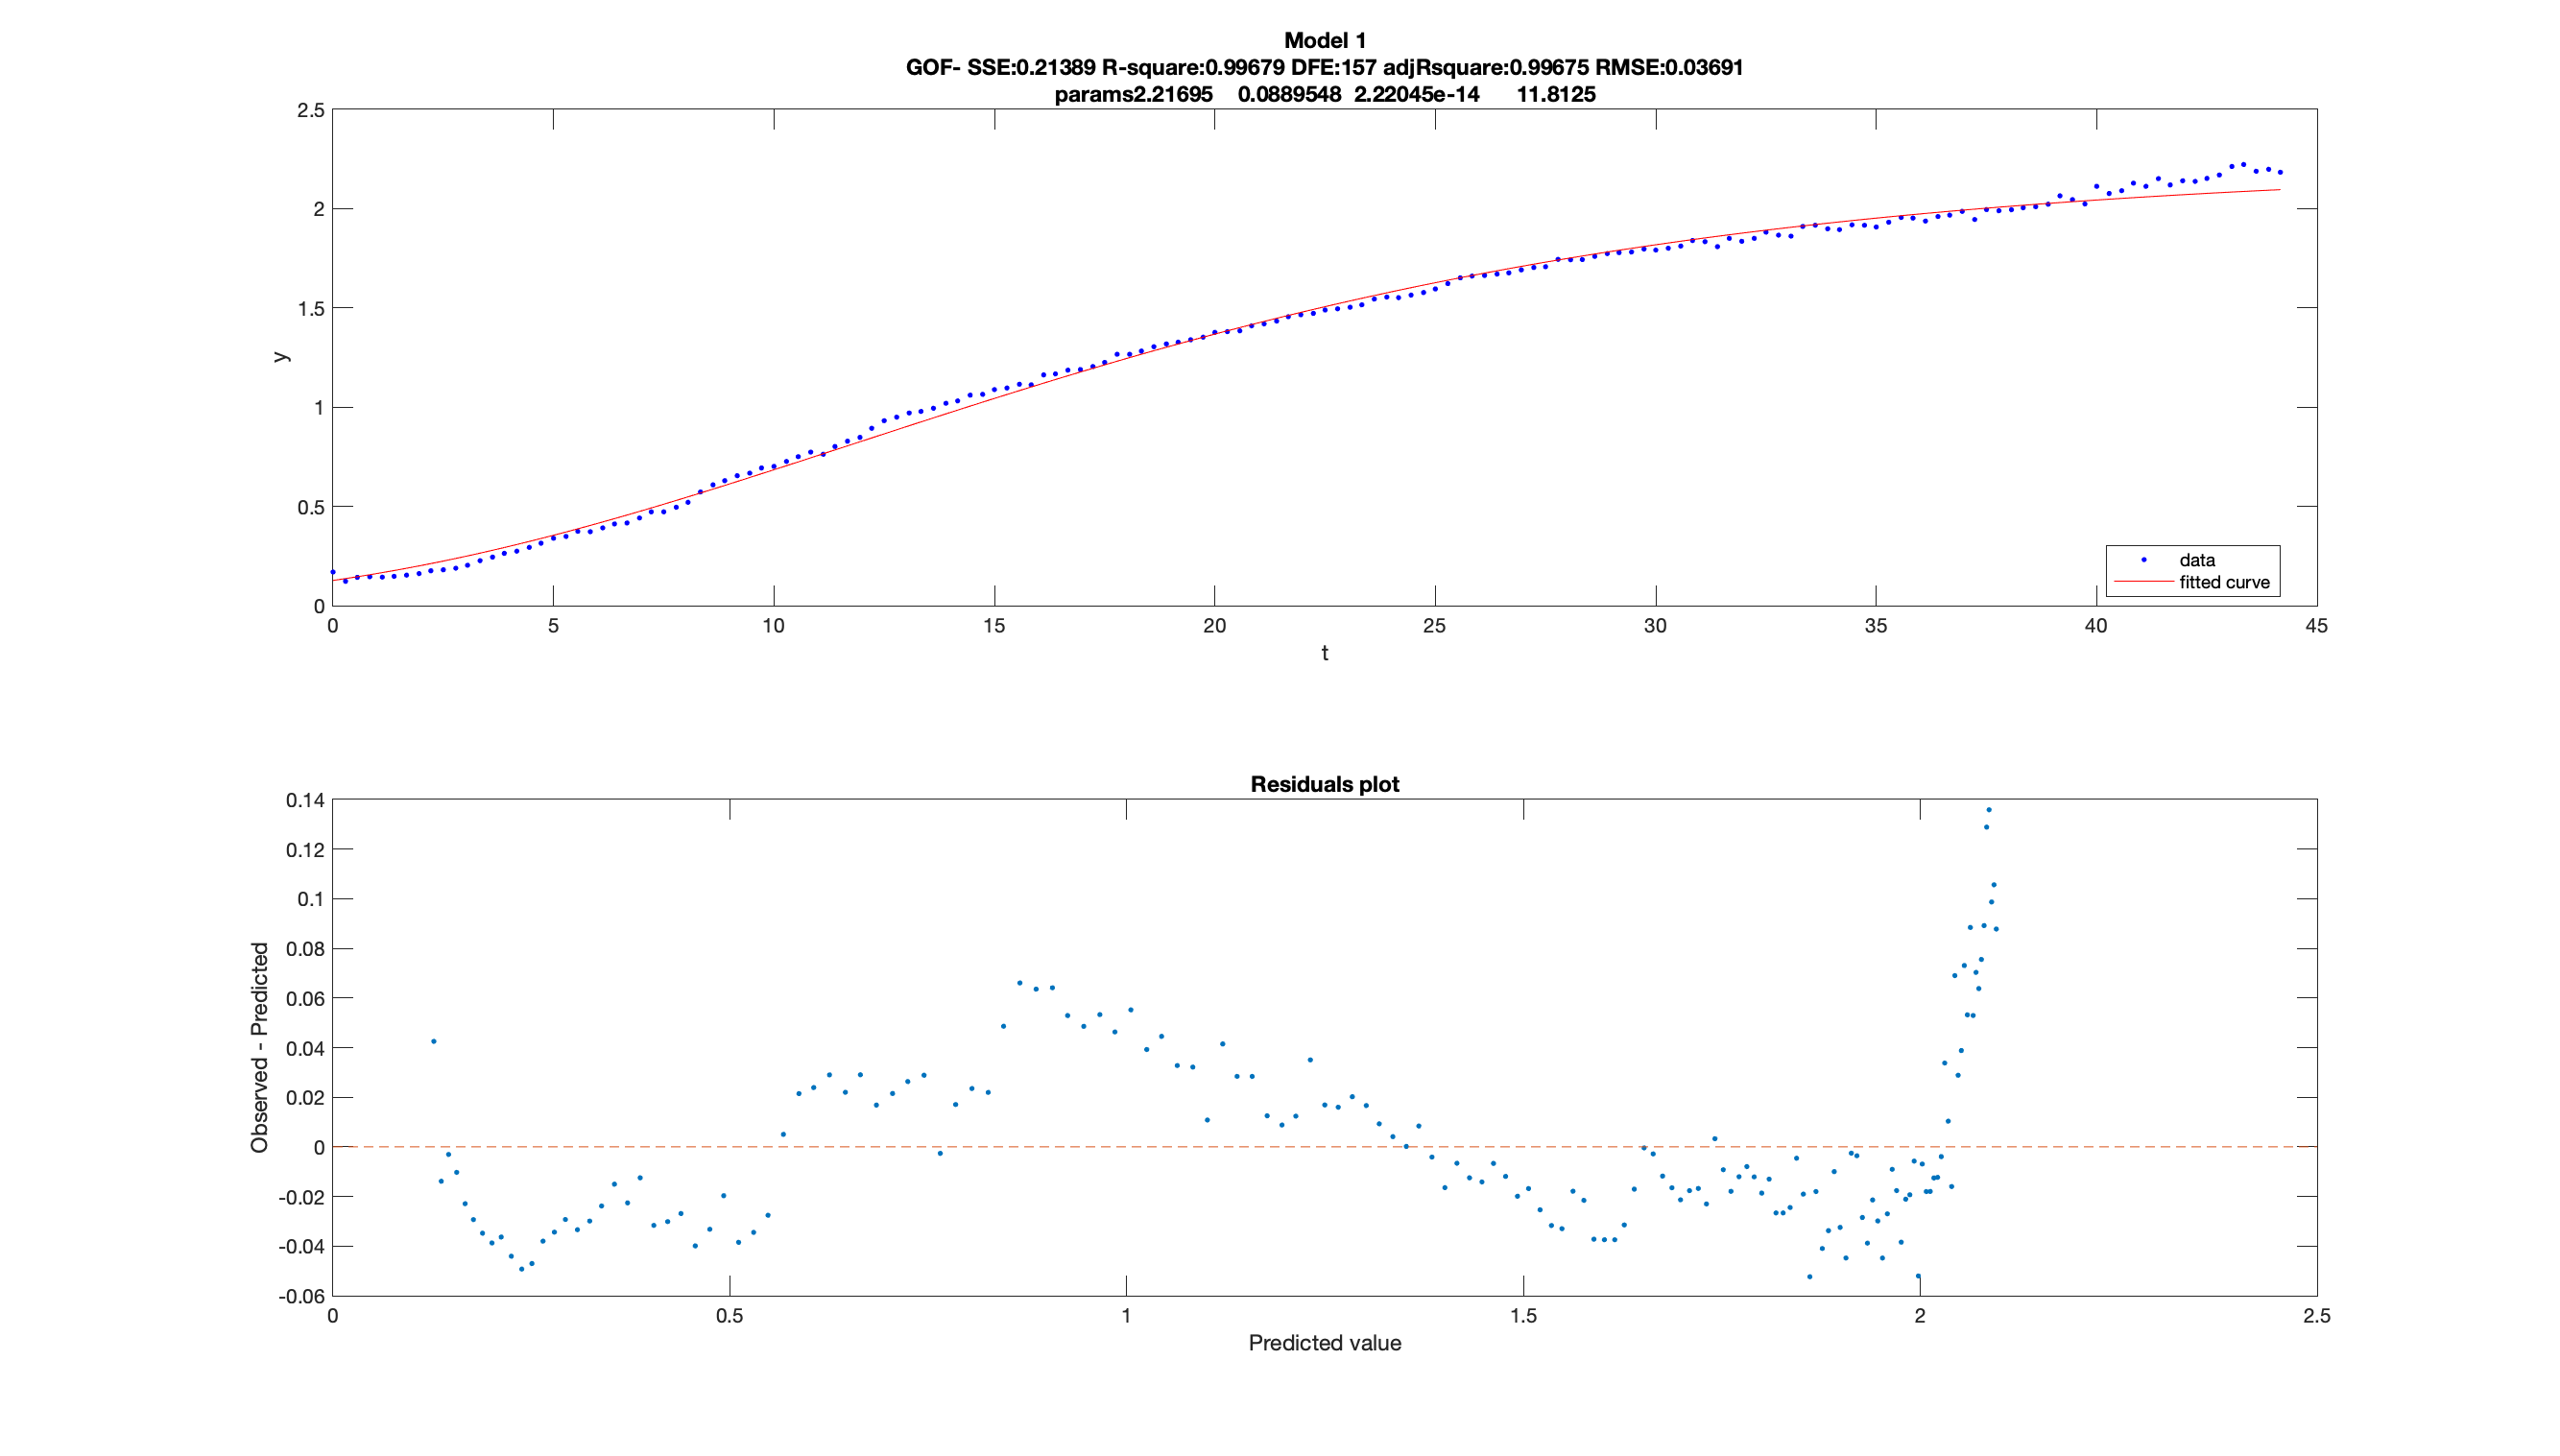 Model 1
GOF- SSE:0.21389 R-square:0.99679 DFE:157 adjRsquare:0.99675 RMSE:0.03691
params2.21695 0.0889548 2.22045e-14 11.8125
2.5
2
1.5
1
0.5
0
y
0 5 10 15 20 25 30 35 40 45
t
data
fitted curve
Residuals plot
0.14
0.12
0.1
0.08
0.06
0.04
0.02
0
-0.02
-0.04
-0.06
Observed - Predicted
0 0.5 1 1.5 2 2.5
Predicted value